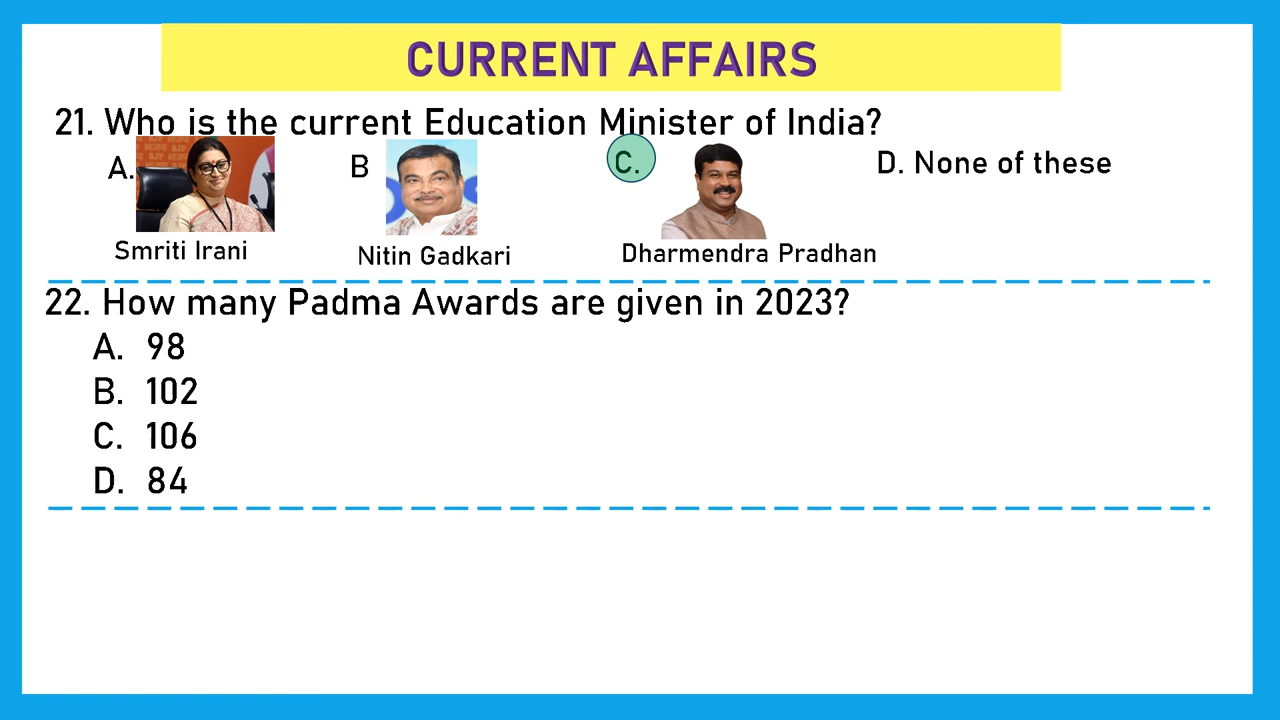 CURRENT AFFAIRS
21. Who is the current Education Minister of India?
A. B C. D. None of these
Smriti Irani Nitin Gadkari Dharmendra Pradhan
22. How many Padma Awards are given in 2023?
A. 98
B. 102
C. 106
D. 84